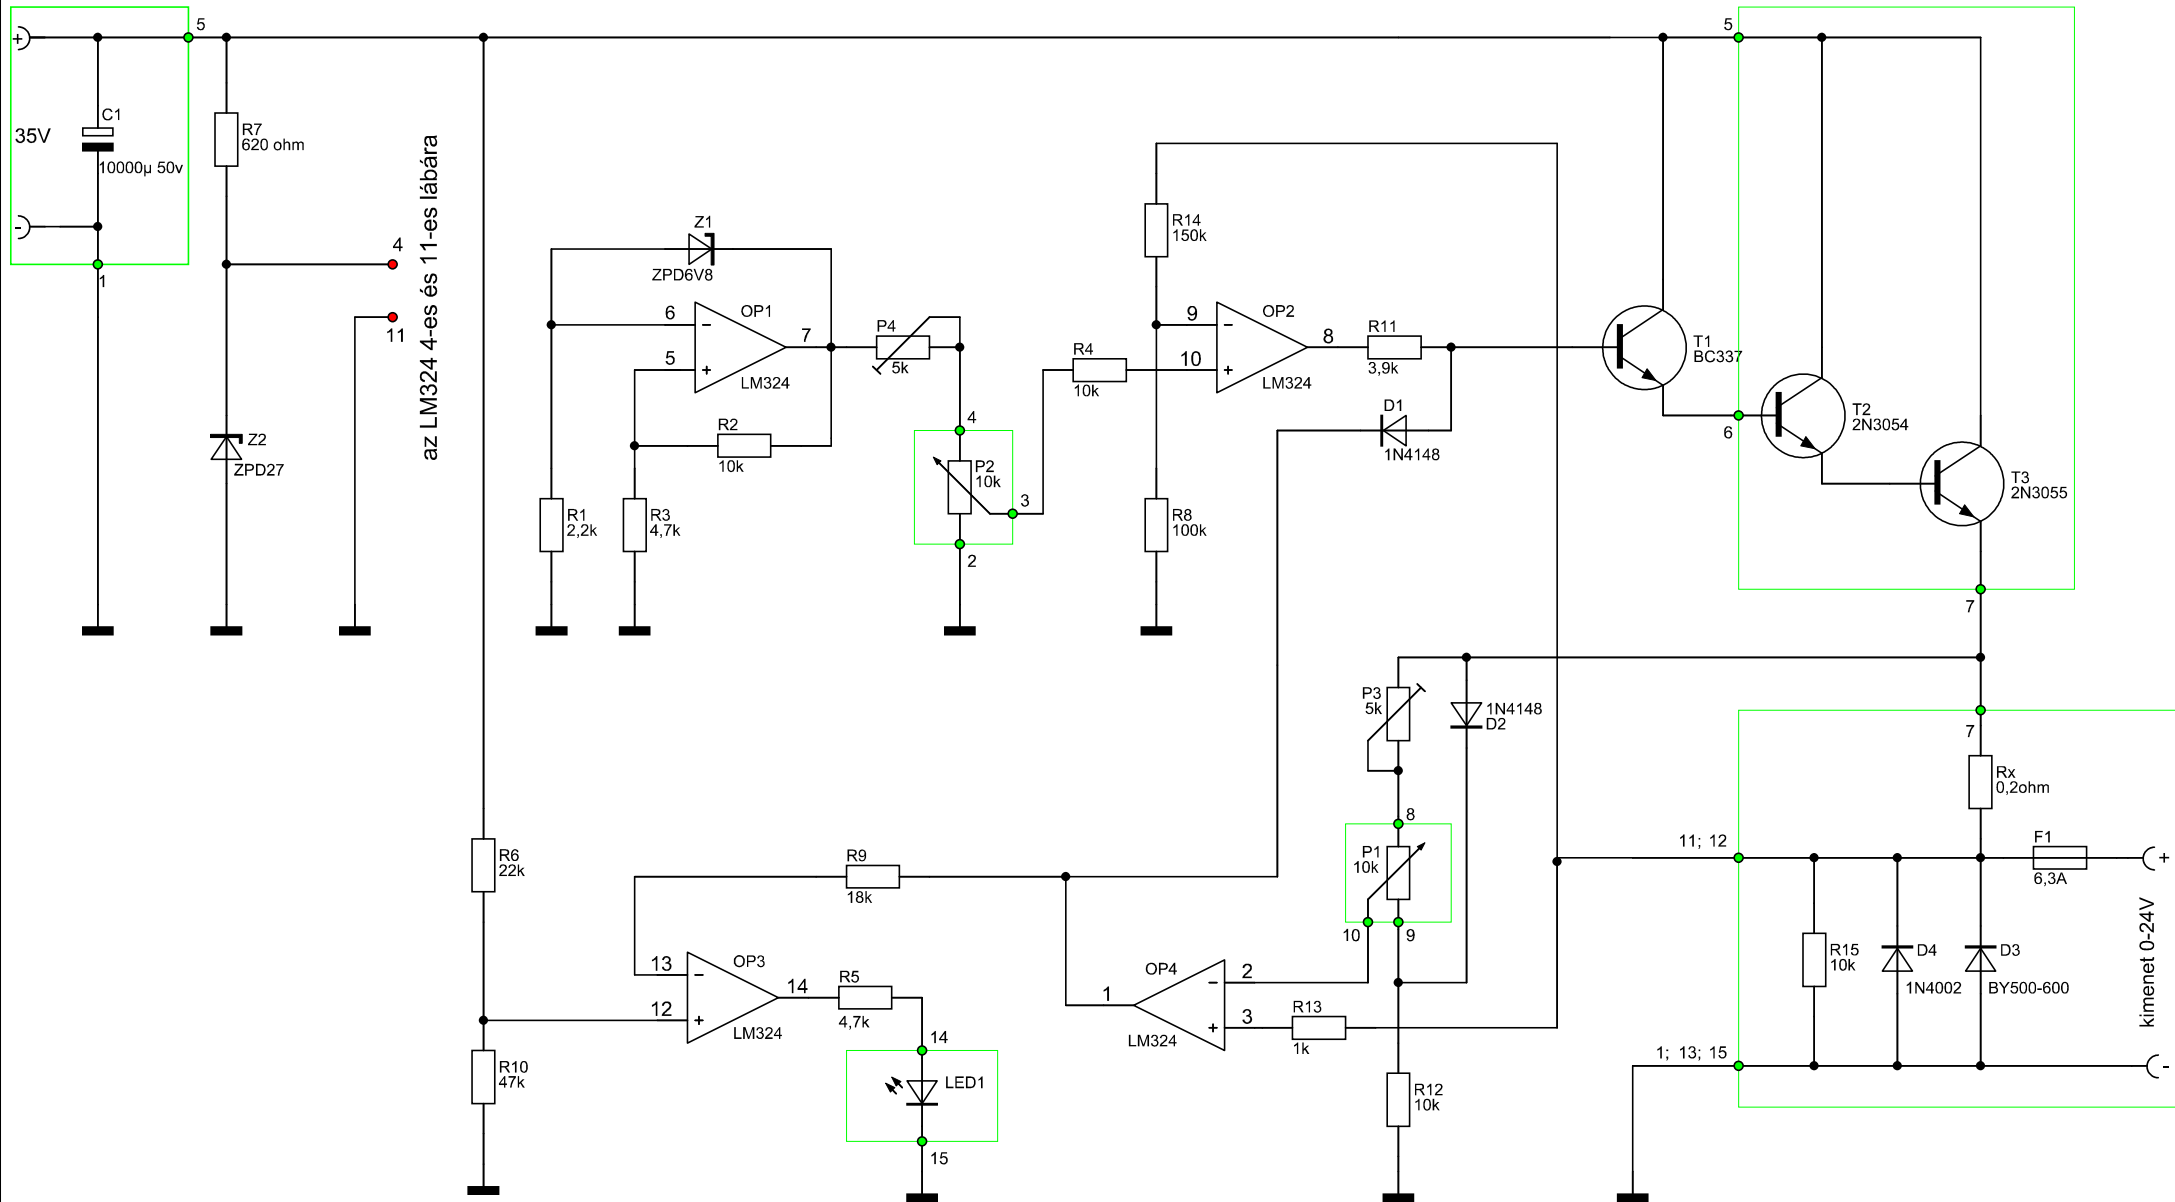 5
5
+
C1
10000µ 50v
35V
-
1
R7
620 ohm
4
11
az LM324 4-es és 11-es lábára
Z2
ZPD27
Z1
ZPD6V8
6
-
OP1
7
5
+
LM324
P4
5k
R2
10k
R1
2,2k
R3
4,7k
4
P2
10k
3
2
R4
10k
R14
150k
9
-
OP2
8
10
+
LM324
R11
3,9k
D1
1N4148
R8
100k
T1
BC337
6
T2
2N3054
T3
2N3055
7
P3
5k
1N4148
D2
7
Rx
0,2ohm
8
P1
10k
10
9
11; 12
F1
6,3A
+
R6
22k
R9
18k
13
-
OP3
14
12
+
LM324
R5
4,7k
14
LED1
15
R10
47k
OP4
1
2
-
3
+
LM324
R13
1k
R12
10k
R15
10k
D4
1N4002
D3
BY500-600
1; 13; 15
-
kimenet 0-24V